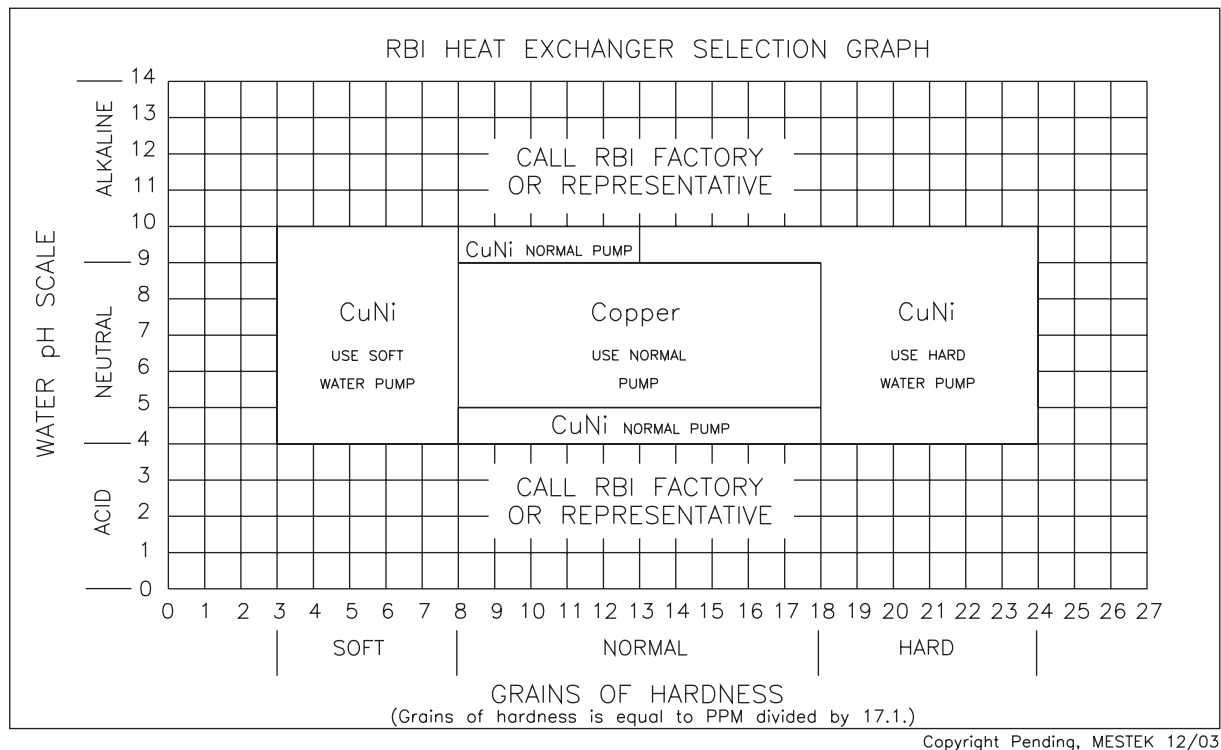 RBI HEAT EXCHANGER SELECTION GRAPH
WATER pH SCALE
ALKALINE
NEUTRAL
ACID
14
13
12
11
10
9
8
7
6
5
4
3
2
1
0
CALL RBI FACTORY
OR REPRESENTATIVE
CuNi NORMAL PUMP
CuNi
USE SOFT
WATER PUMP
Copper
USE NORMAL
PUMP
CuNi
USE HARD
WATER PUMP
CuNi NORMAL PUMP
CALL RBI FACTORY
OR REPRESENTATIVE
0 1 2 3 4 5 6 7 8 9 10 11 12 13 14 15 16 17 18 19 20 21 22 23 24 25 26 27
SOFT NORMAL HARD
GRAINS OF HARDNESS
(Grains of hardness is equal to PPM divided by 17.1.)
Copyright Pending, MESTEK 12/03